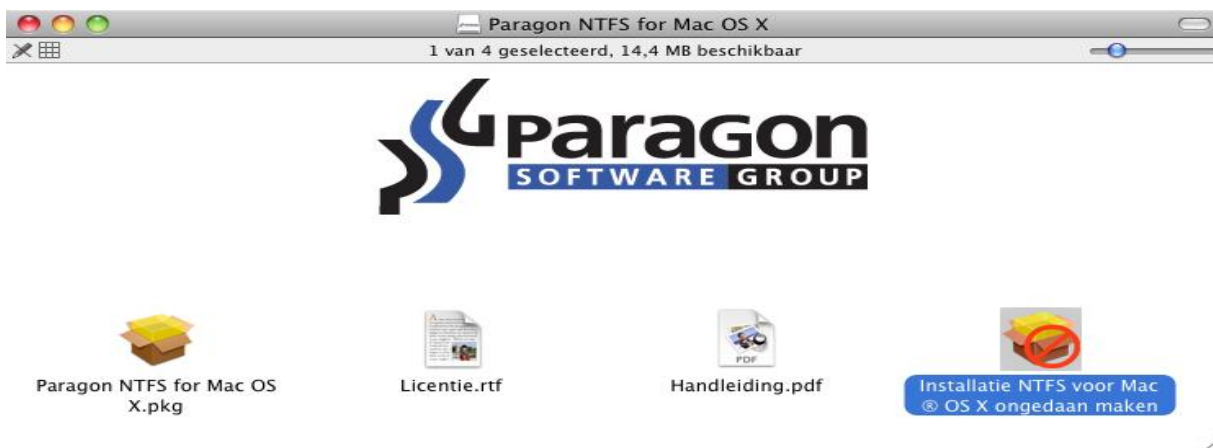 Paragon NTFS for Mac OS X
1 van 4 geselecteerd, 14,4 MB beschikbaar
Paragon
SOFTWARE GROUP
PDF
Paragon NTFS for Mac OS
X.pkg
Licentie.rtf
Handleiding.pdf
Installatie NTFS voor Mac
® OS X ongedaan maken